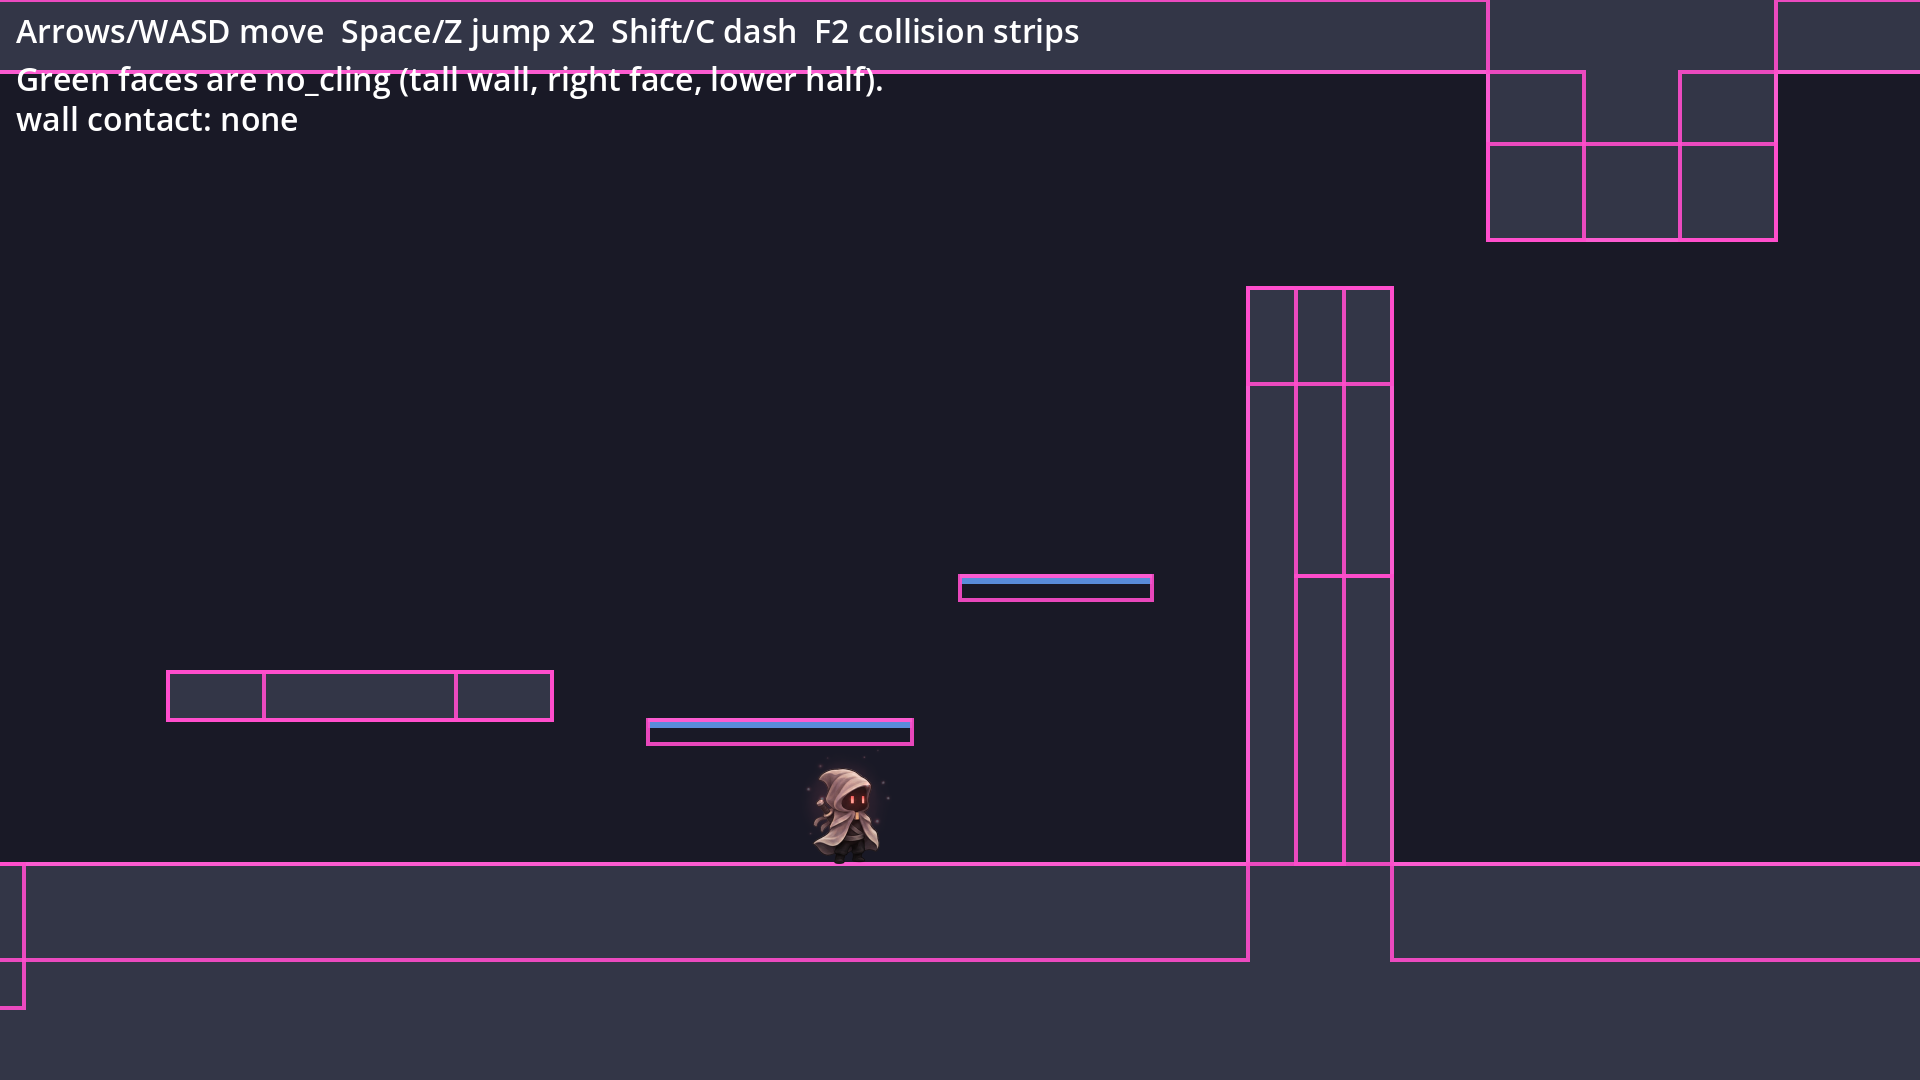 Arrows/WASD move  Space/Z jump x2  Shift/C dash  F2 collision strips
Green faces are no_cling (tall wall, right face, lower half).
wall contact: none